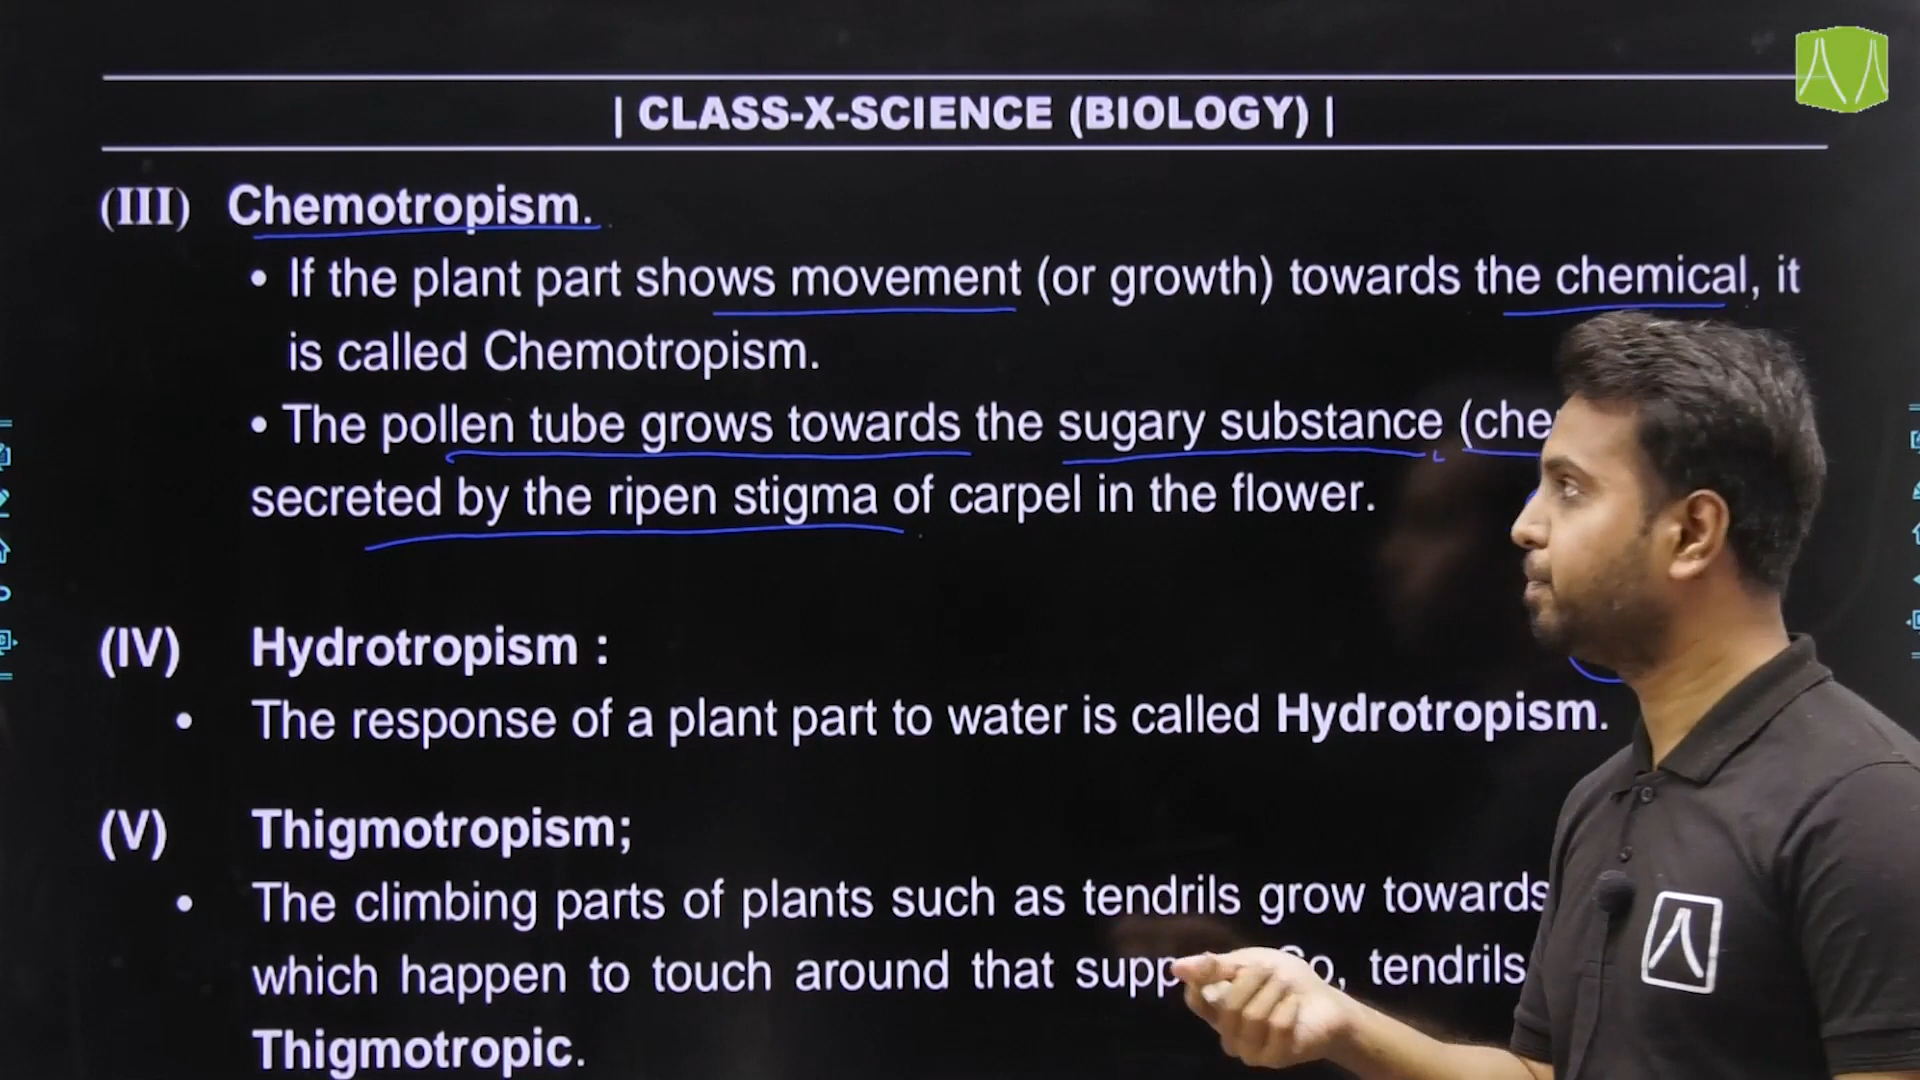 | CLASS-X-SCIENCE (BIOLOGY) |
(III) Chemotropism.
• If the plant part shows movement (or growth) towards the chemical, it
is called Chemotropism.
• The pollen tube grows towards the sugary substance
secreted by the ripen stigma of carpel in the flower.
(IV) Hydrotropism :
• The response of a plant part to water is called Hydrotropism.
(V) Thigmotropism;
• The climbing parts of plants such as tendrils grow towards
which happen to touch around that tendrils
Thigmotropic.